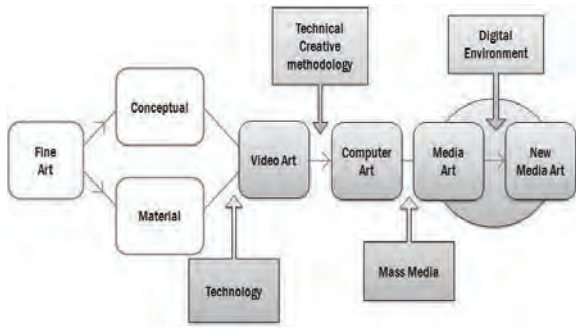 Technical
Creative
methodology
Digital
Environment
Conceptual
Fine
Art
Video Art
Computer
Art
Media
Art
New
Media Art
Material
Technology
Mass Media